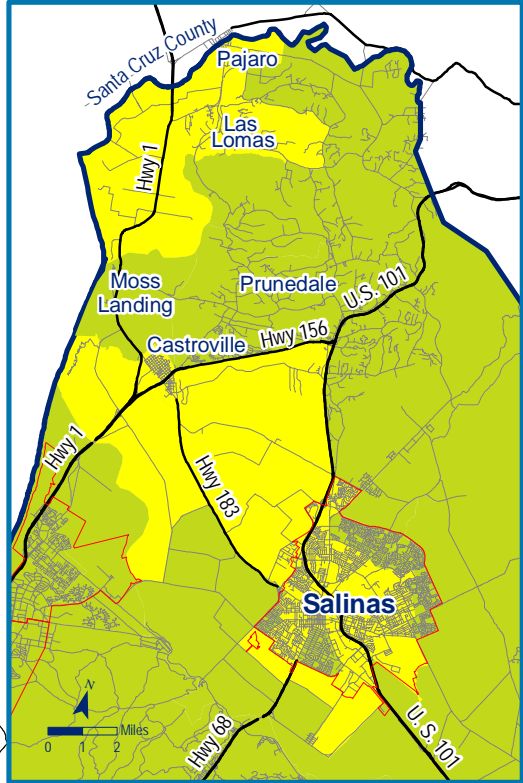 Santa Cruz County
Pajaro
Las
Lomas
Hwy 1
Moss
Landing
Prunedale
U.S. 101
Castroville
Hwy 156
Hwy 1
Hwy 183
Salinas
N
Miles
0 1 2
Hwy 68
U. S. 101